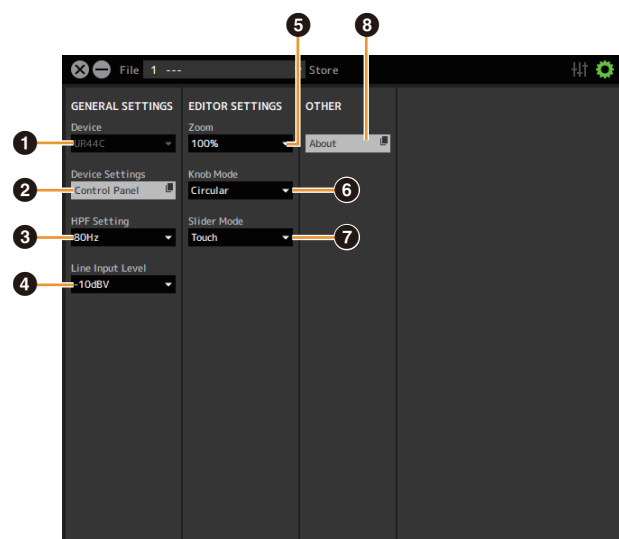 5 8
File 1 --- Store
GENERAL SETTINGS EDITOR SETTINGS OTHER
Device Zoom
1 UR44C 100% About
Device Settings Knob Mode
2 Control Panel Circular 6
HPF Setting Slider Mode
3 80Hz Touch 7
Line Input Level
4 -10dBV